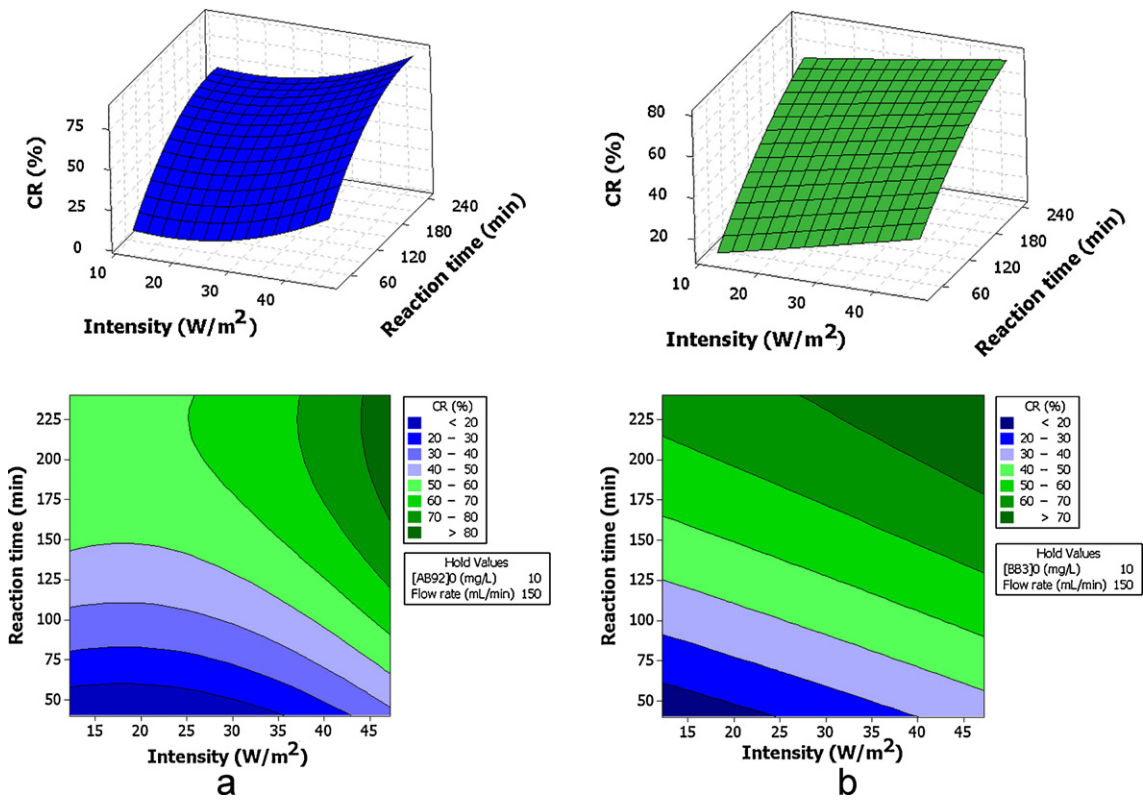 75
50
25
0
CR (%)
10
20
30
40
Intensity (W/m2)
60
120
180
240
Reaction time (min)
80
60
40
20
CR (%)
10
20
30
40
Intensity (W/m2)
60
120
180
240
Reaction time (min)
225
200
175
150
125
100
75
50
Reaction time (min)
15 20 25 30 35 40 45
Intensity (W/m2)
CR (%)
< 20
20 – 30
30 – 40
40 – 50
50 – 60
60 – 70
70 – 80
> 80
Hold Values
[AB92]0 (mg/L) 10
Flow rate (mL/min) 150
a
225
200
175
150
125
100
75
50
Reaction time (min)
15 20 25 30 35 40 45
Intensity (W/m2)
CR (%)
< 20
20 – 30
30 – 40
40 – 50
50 – 60
60 – 70
> 70
Hold Values
[BB3]0 (mg/L) 10
Flow rate (mL/min) 150
b